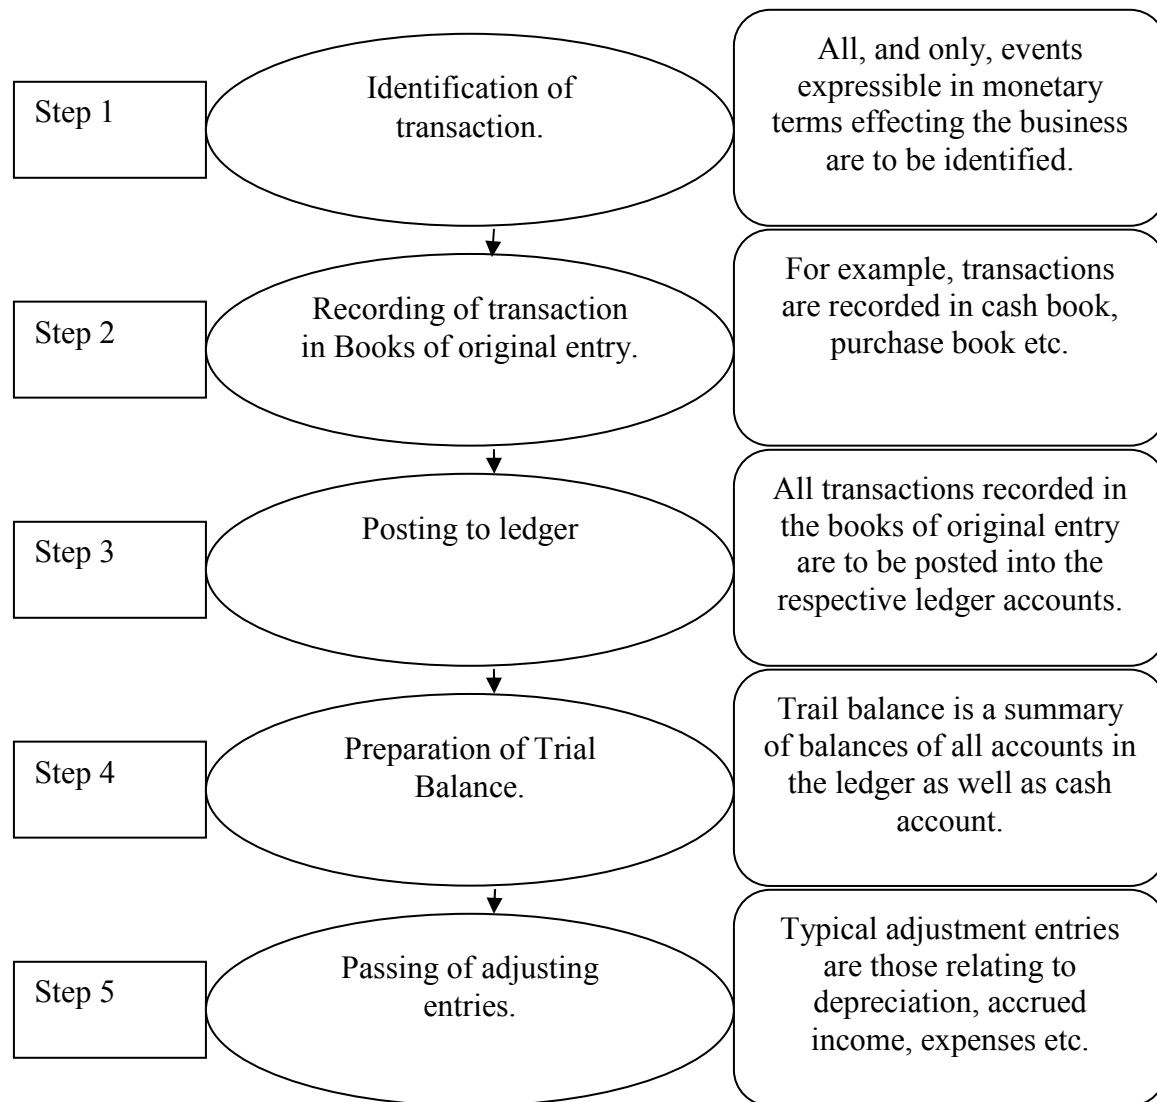 Step 1
Identification of
transaction.
All, and only, events
expressible in monetary
terms effecting the business
are to be identified.
Step 2
Recording of transaction
in Books of original entry.
For example, transactions
are recorded in cash book,
purchase book etc.
Step 3
Posting to ledger
All transactions recorded in
the books of original entry
are to be posted into the
respective ledger accounts.
Step 4
Preparation of Trial
Balance.
Trail balance is a summary
of balances of all accounts in
the ledger as well as cash
account.
Step 5
Passing of adjusting
entries.
Typical adjustment entries
are those relating to
depreciation, accrued
income, expenses etc.